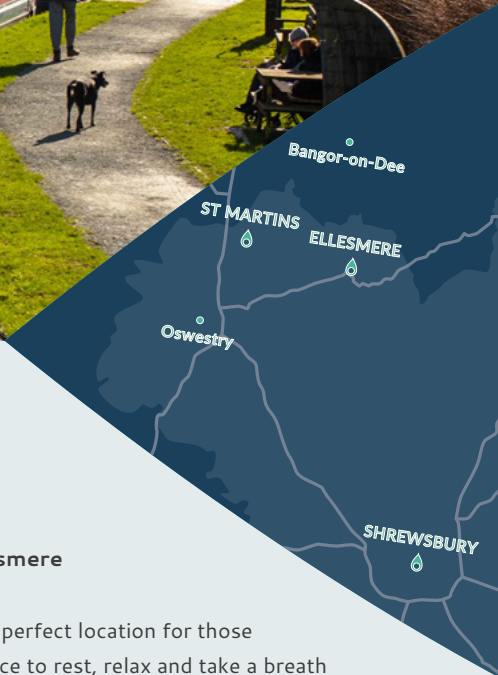 Bangor-on-Dee
ST MARTINS
ELLESMERE
Oswestry
SHREWSBURY
smere
perfect location for those
ce to rest, relax and take a breath